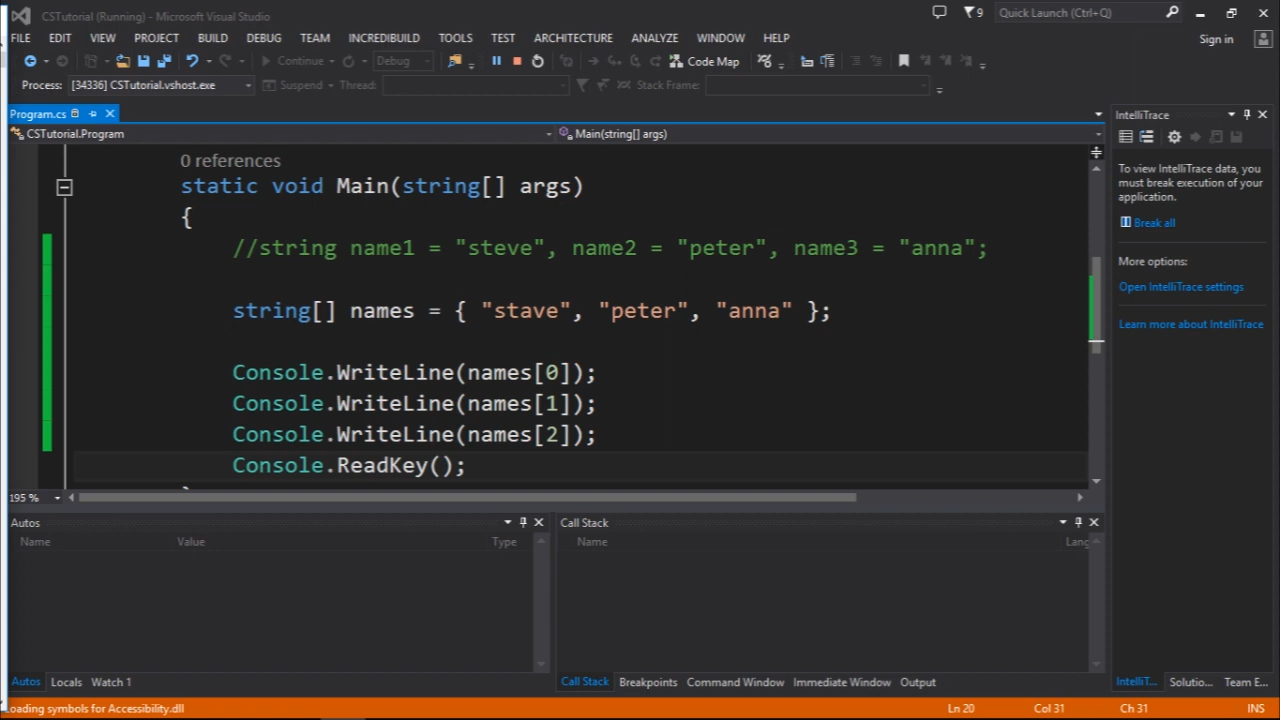 CSTutorial (Running) - Microsoft Visual Studio
9
Quick Launch (Ctrl+Q)
FILE EDIT VIEW PROJECT BUILD DEBUG TEAM INCREDIBUILD TOOLS TEST ARCHITECTURE ANALYZE WINDOW HELP
Sign in
Continue Debug Code Map
Process: [34336] CSTutorial.vshost.exe Suspend Thread: Stack Frame:
Program.cs
CSTutorial.Program Main(string[] args)
0 references
static void Main(string[] args)
{
//string name1 = "steve", name2 = "peter", name3 = "anna";
string[] names = { "stave", "peter", "anna" };
Console.WriteLine(names[0]);
Console.WriteLine(names[1]);
Console.WriteLine(names[2]);
Console.ReadKey();
195 %
IntelliTrace
To view IntelliTrace data, you
must break execution of your
application.
Break all
More options:
Open IntelliTrace settings
Learn more about IntelliTrace
Autos
Name Value Type
Call Stack
Name Lang
Autos Locals Watch 1
Call Stack Breakpoints Command Window Immediate Window Output
IntelliT... Solutio... Team E...
Loading symbols for Accessibility.dll
Ln 20 Col 31 Ch 31 INS